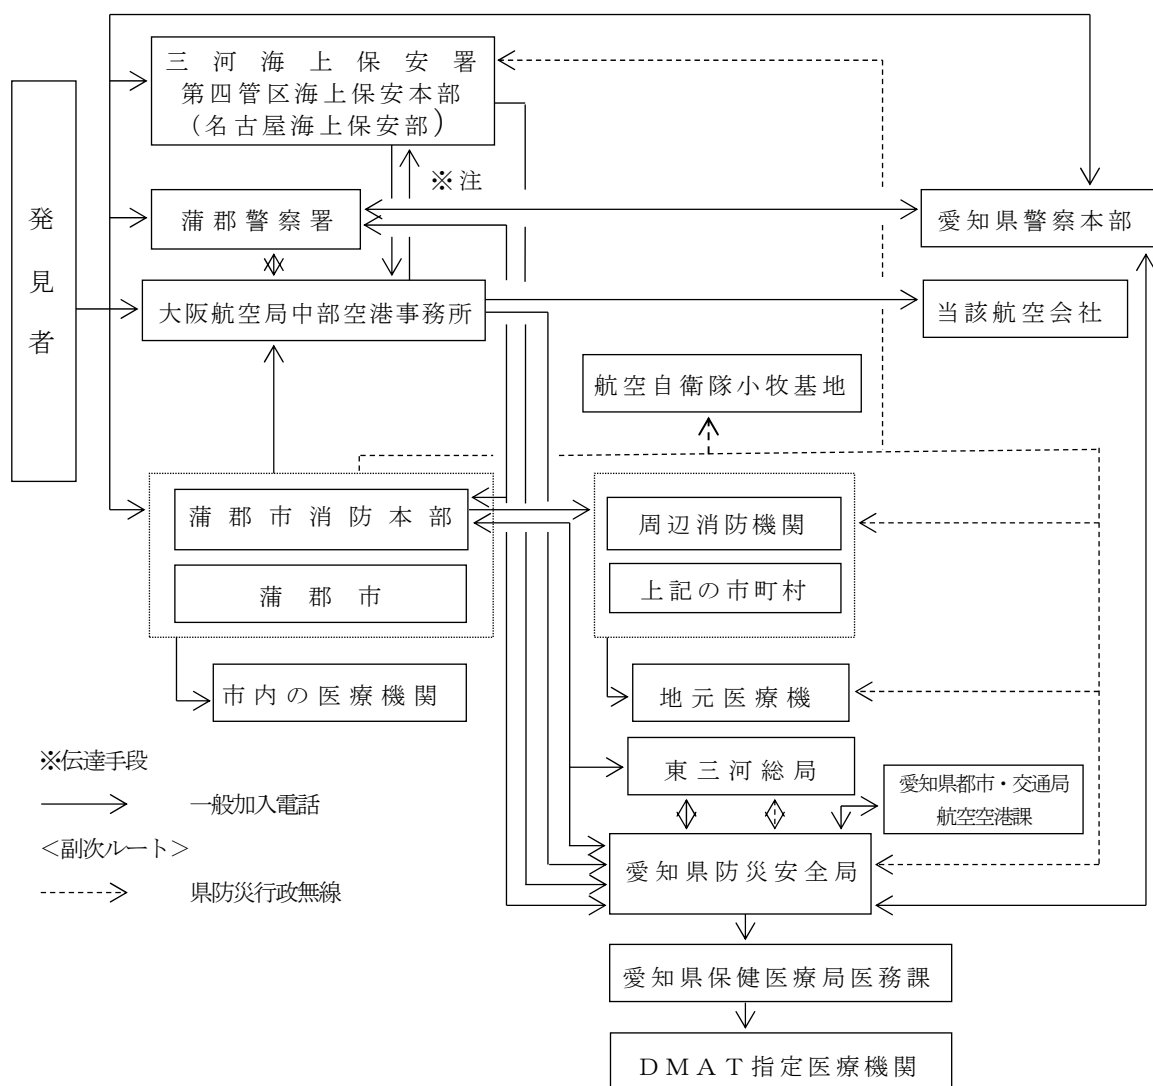 三河海上保安署
第四管区海上保安本部
(名古屋海上保安部)
※注
発見者
蒲郡警察署
愛知県警察本部
大阪航空局中部空港事務所
当該航空会社
航空自衛隊小牧基地
蒲郡市消防本部
周辺消防機関
蒲郡市
上記の市町村
市内の医療機関
地元医療機
※伝達手段
東三河総局
一般加入電話
愛知県都市・交通局
航空空港課
<副次ルート>
愛知県防災安全局
県防災行政無線
愛知県保健医療局医務課
DMAT指定医療機関